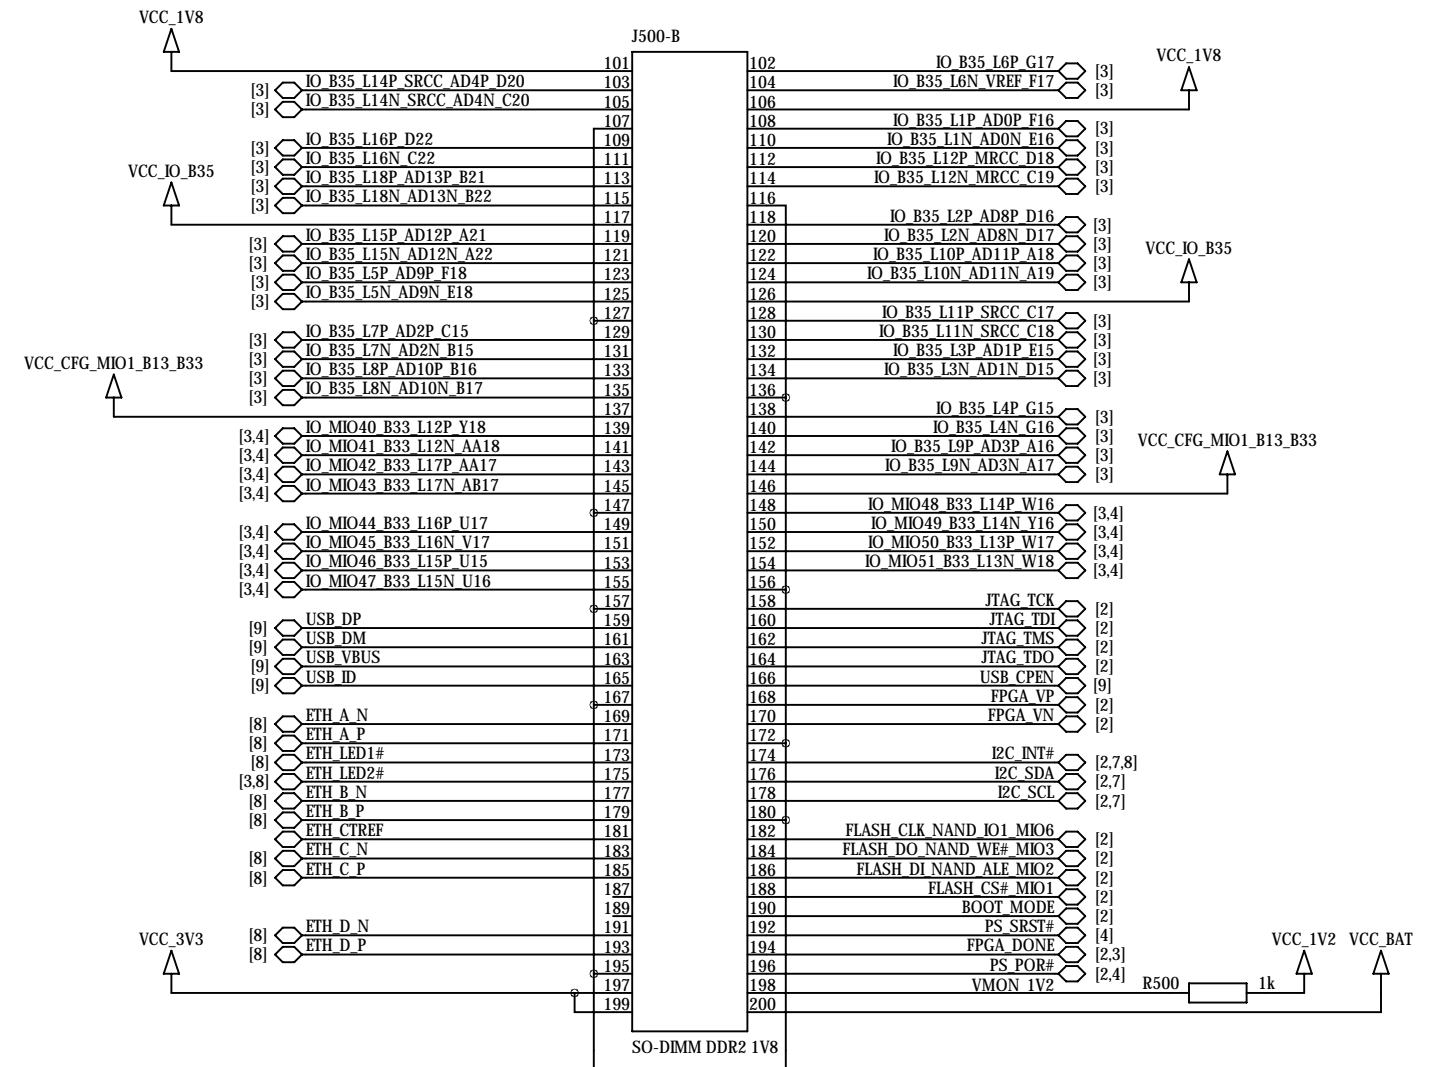 VCC_1V8
J500-B
VCC_1V8
101 102 IO_B35_L6P_G17 [3]
[3] IO_B35_L14P_SRCC_AD4P_D20 103 104 IO_B35_L6N_VREF_F17 [3]
[3] IO_B35_L14N_SRCC_AD4N_C20 105 106
107 108 IO_B35_L1P_AD0P_F16 [3]
[3] IO_B35_L16P_D22 109 110 IO_B35_L1N_AD0N_E16 [3]
[3] IO_B35_L16N_C22 111 112 IO_B35_L12P_MRCC_D18 [3]
VCC_IO_B35
[3] IO_B35_L18P_AD13P_B21 113 114 IO_B35_L12N_MRCC_C19 [3]
[3] IO_B35_L18N_AD13N_B22 115 116
117 118 IO_B35_L2P_AD8P_D16 [3]
[3] IO_B35_L15P_AD12P_A21 119 120 IO_B35_L2N_AD8N_D17 [3]
VCC_IO_B35
[3] IO_B35_L15N_AD12N_A22 121 122 IO_B35_L10P_AD11P_A18 [3]
[3] IO_B35_L5P_AD9P_F18 123 124 IO_B35_L10N_AD11N_A19 [3]
[3] IO_B35_L5N_AD9N_E18 125 126
127 128 IO_B35_L11P_SRCC_C17 [3]
[3] IO_B35_L7P_AD2P_C15 129 130 IO_B35_L11N_SRCC_C18 [3]
[3] IO_B35_L7N_AD2N_B15 131 132 IO_B35_L3P_AD1P_E15 [3]
VCC_CFG_MIO1_B13_B33
[3] IO_B35_L8P_AD10P_B16 133 134 IO_B35_L3N_AD1N_D15 [3]
[3] IO_B35_L8N_AD10N_B17 135 136
137 138 IO_B35_L4P_G15 [3]
[3,4] IO_MIO40_B33_L12P_Y18 139 140 IO_B35_L4N_G16 [3]
VCC_CFG_MIO1_B13_B33
[3,4] IO_MIO41_B33_L12N_AA18 141 142 IO_B35_L9P_AD3P_A16 [3]
[3,4] IO_MIO42_B33_L17P_AA17 143 144 IO_B35_L9N_AD3N_A17 [3]
[3,4] IO_MIO43_B33_L17N_AB17 145 146
147 148 IO_MIO48_B33_L14P_W16 [3,4]
[3,4] IO_MIO44_B33_L16P_U17 149 150 IO_MIO49_B33_L14N_Y16 [3,4]
[3,4] IO_MIO45_B33_L16N_V17 151 152 IO_MIO50_B33_L13P_W17 [3,4]
[3,4] IO_MIO46_B33_L15P_U15 153 154 IO_MIO51_B33_L13N_W18 [3,4]
[3,4] IO_MIO47_B33_L15N_U16 155 156
157 158 JTAG_TCK [2]
[9] USB_DP 159 160 JTAG_TDI [2]
[9] USB_DM 161 162 JTAG_TMS [2]
[9] USB_VBUS 163 164 JTAG_TDO [2]
[9] USB_ID 165 166 USB_CPEN [9]
167 168 FPGA_VP [2]
[8] ETH_A_N 169 170 FPGA_VN [2]
[8] ETH_A_P 171 172
[8] ETH_LED1# 173 174 I2C_INT# [2,7,8]
[3,8] ETH_LED2# 175 176 I2C_SDA [2,7]
[8] ETH_B_N 177 178 I2C_SCL [2,7]
[8] ETH_B_P 179 180
ETH_CTREF 181 182 FLASH_CLK_NAND_IO1_MIO6 [2]
[8] ETH_C_N 183 184 FLASH_DO_NAND_WE#_MIO3 [2]
[8] ETH_C_P 185 186 FLASH_DI_NAND_ALE_MIO2 [2]
187 188 FLASH_CS#_MIO1 [2]
189 190 BOOT_MODE [2]
[8] ETH_D_N 191 192 PS_SRST# [4]
VCC_3V3
VCC_1V2 VCC_BAT
[8] ETH_D_P 193 194 FPGA_DONE [2,3]
195 196 PS_POR# [2,4]
197 198 VMON_1V2 R500 1k
199 200
SO-DIMM DDR2 1V8